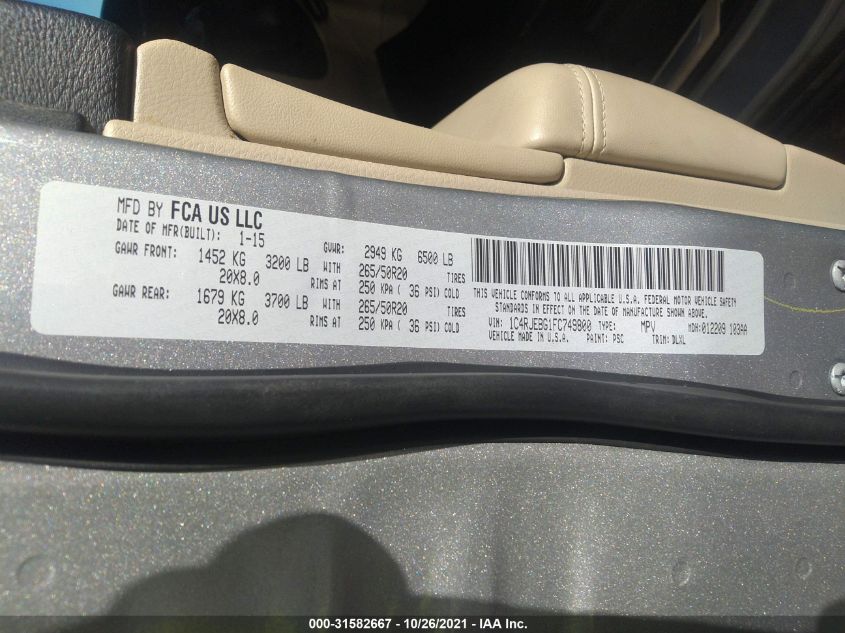 MFD BY FCA US LLC
DATE OF MFR(BUILT): 1-15 GVWR: 2949 KG 6500 LB
GAWR FRONT: 1452 KG 3200 LB WITH 265/50R20 TIRES
20X8.0 RIMS AT 250 KPA ( 36 PSI) COLD
GAWR REAR: 1679 KG 3700 LB WITH 265/50R20 TIRES
20X8.0 RIMS AT 250 KPA ( 36 PSI) COLD
THIS VEHICLE CONFORMS TO ALL APPLICABLE U.S.A. FEDERAL MOTOR VEHICLE SAFETY
STANDARDS IN EFFECT ON THE DATE OF MANUFACTURE SHOWN ABOVE.
VIN: 1C4RJEBG1FC749800 TYPE: MPV MDH: 012209 103AA
VEHICLE MADE IN U.S.A. PAINT: PSC TRIM: DLXL
000-31582667 - 10/26/2021 - IAA Inc.